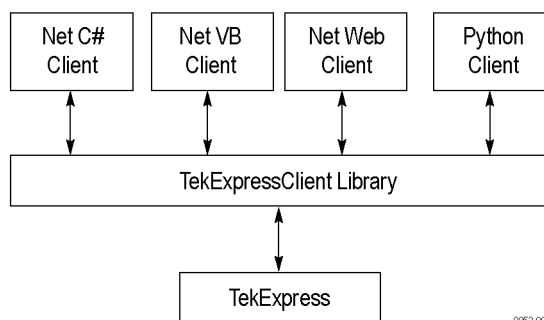 Net C#
Client
Net VB
Client
Net Web
Client
Python
Client
TekExpressClient Library
TekExpress